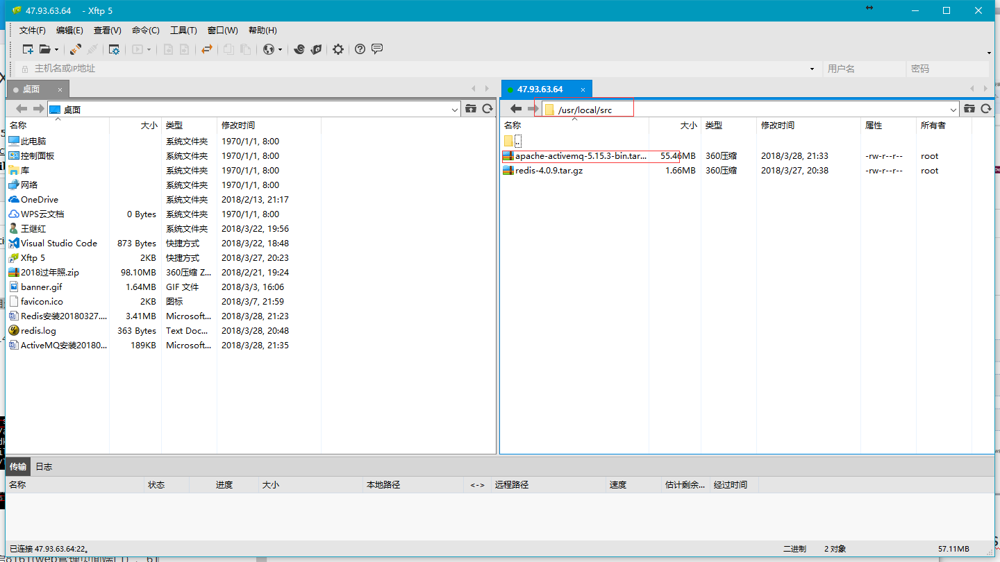 47.93.63.64 - Xftp 5
文件(F) 编辑(E) 查看(V) 命令(C) 工具(T) 窗口(W) 帮助(H)
主机名或IP地址 用户名 密码
桌面 × 47.93.63.64 ×
桌面 /usr/local/src
名称 大小 类型 修改时间
此电脑 系统文件夹 1970/1/1, 8:00
控制面板 系统文件夹 1970/1/1, 8:00
库 系统文件夹 1970/1/1, 8:00
网络 系统文件夹 1970/1/1, 8:00
OneDrive 系统文件夹 2018/2/13, 21:17
WPS云文档 0 Bytes 系统文件夹 1970/1/1, 8:00
王继红 系统文件夹 2018/3/22, 19:56
Visual Studio Code 873 Bytes 快捷方式 2018/3/22, 18:48
Xftp 5 2KB 快捷方式 2018/3/27, 20:23
2018过年照.zip 98.10MB 360压缩 Z... 2018/2/21, 19:24
banner.gif 1.64MB GIF 文件 2018/3/3, 16:06
favicon.ico 2KB 图标 2018/3/7, 21:59
Redis安装20180327.... 3.41MB Microsoft... 2018/3/28, 21:23
redis.log 363 Bytes Text Doc... 2018/3/28, 20:48
ActiveMQ安装20180... 189KB Microsoft... 2018/3/28, 21:35
名称 大小 类型 修改时间 属性 所有者
..
apache-activemq-5.15.3-bin.tar... 55.46MB 360压缩 2018/3/28, 21:33 -rw-r--r-- root
redis-4.0.9.tar.gz 1.66MB 360压缩 2018/3/27, 20:38 -rw-r--r-- root
传输 日志
名称 状态 进度 大小 本地路径 <-> 远程路径 速度 估计剩余... 经过时间
已连接 47.93.63.64:22。 二进制 2 对象 57.11MB